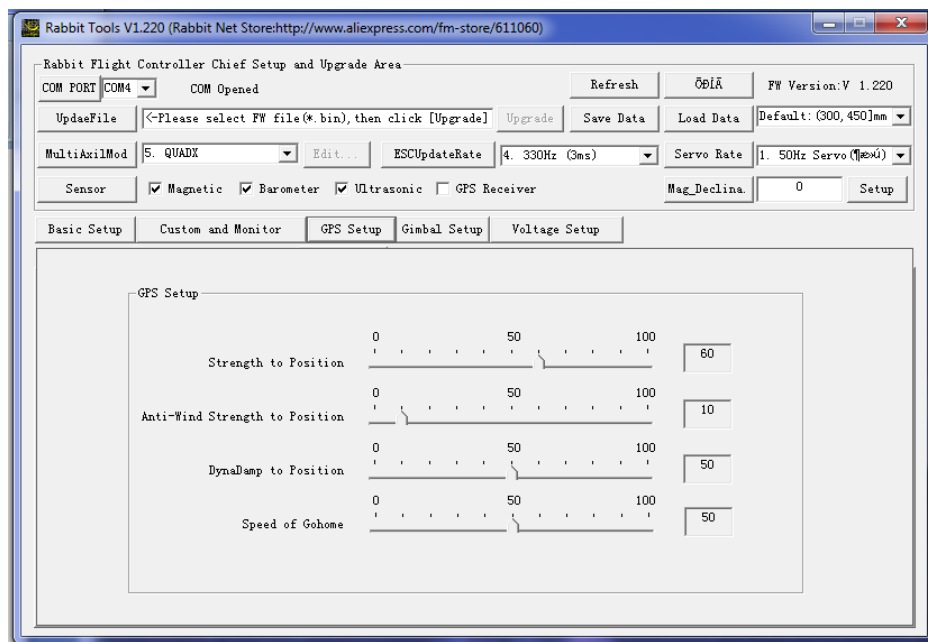 Rabbit Tools V1.220 (Rabbit Net Store:http://www.aliexpress.com/fm-store/611060)
Rabbit Flight Controller Chief Setup and Upgrade Area
COM PORT COM4 COM Opened Refresh ÖÐÍÄ FW Version:V 1.220
UpdaeFile <-Please select FW file(*.bin), then click [Upgrade] Upgrade Save Data Load Data Default: (300, 450]mm
MultiAxilMod 5. QUADX Edit... ESCUpdateRate 4. 330Hz (3ms) Servo Rate 1. 50Hz Servo
Sensor Magnetic Barometer Ultrasonic GPS Receiver Mag_Declina. 0 Setup
Basic Setup Custom and Monitor GPS Setup Gimbal Setup Voltage Setup
GPS Setup
0 50 100
Strength to Position 60
0 50 100
Anti-Wind Strength to Position 10
0 50 100
DynaDamp to Position 50
0 50 100
Speed of Gohome 50